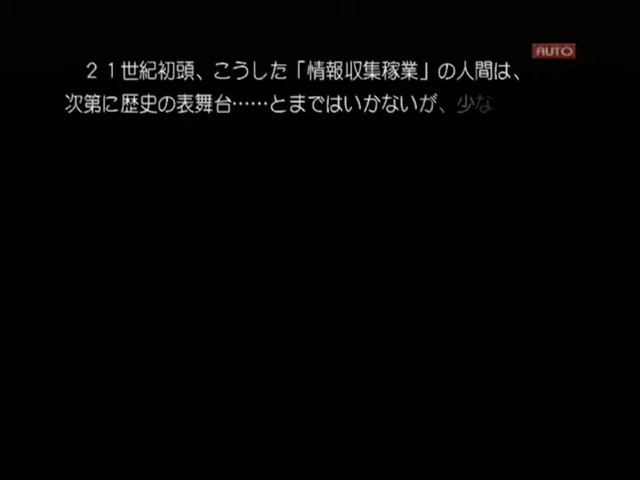 AUTO
２１世紀初頭、こうした「情報収集稼業」の人間は、
次第に歴史の表舞台……とまではいかないが、少な